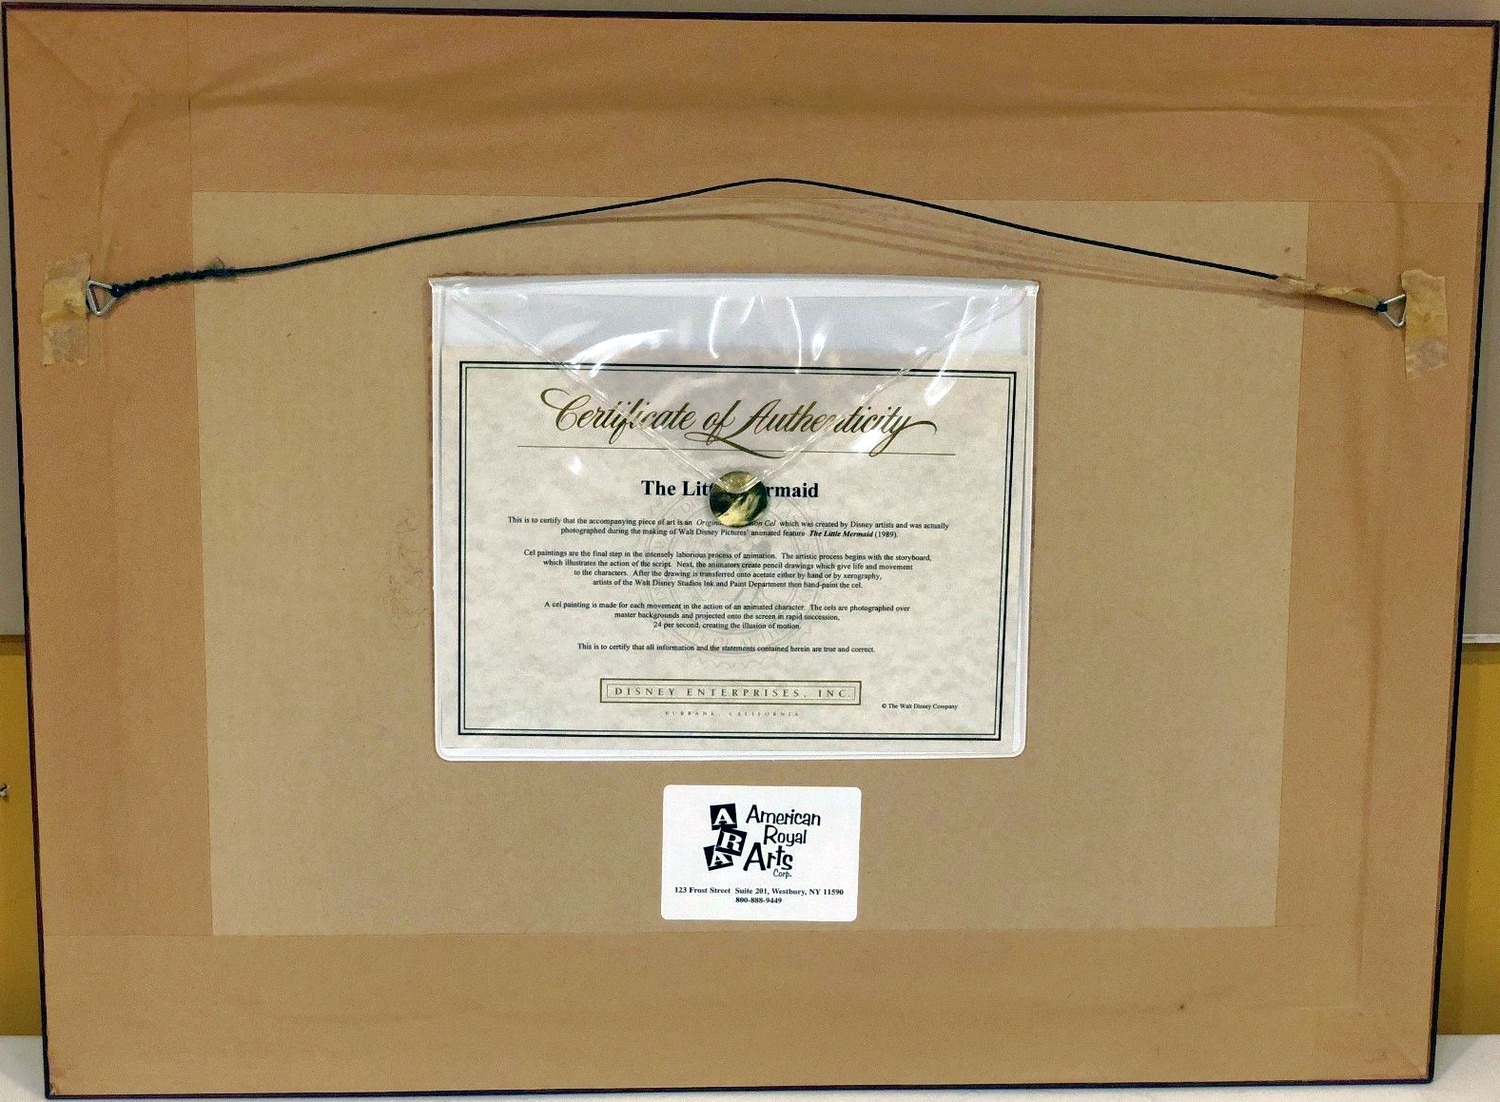 Certificate of Authenticity
The Lit rmaid
This is to certify that the accompanying piece of art is an Origin on Cel which was created by Disney artists and was actually
photographed during the making of Walt Disney Pictures' animated feature The Little Mermaid (1989).
Cel paintings are the final step in the intensely laborious process of animation. The artistic process begins with the storyboard,
which illustrates the action of the script. Next, the animators create pencil drawings which give life and movement
to the characters. After the drawing is transferred onto acetate either by hand or by xerography,
artists of the Walt Disney Studios Ink and Paint Department then hand-paint the cel.
A cel painting is made for each movement in the action of an animated character. The cels are photographed over
master backgrounds and projected onto the screen in rapid succession,
24 per second, creating the illusion of motion.
This is to certify that all information and the statements contained herein are true and correct.
DISNEY ENTERPRISES, INC.
BURBANK, CALIFORNIA
© The Walt Disney Company
ARA
American
Royal
Arts
Corp.
123 Frost Street Suite 201, Westbury, NY 11590
800-888-9449